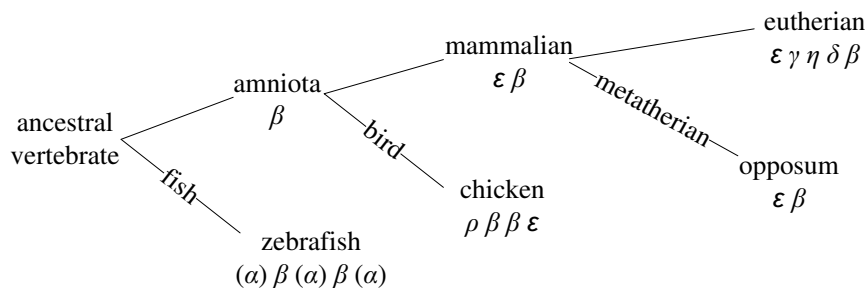 eutherian
ε γ η δ β
mammalian
ε β
metatherian
amniota
β
bird
ancestral
vertebrate
fish
opposum
ε β
chicken
ρ β β ε
zebrafish
(α) β (α) β (α)